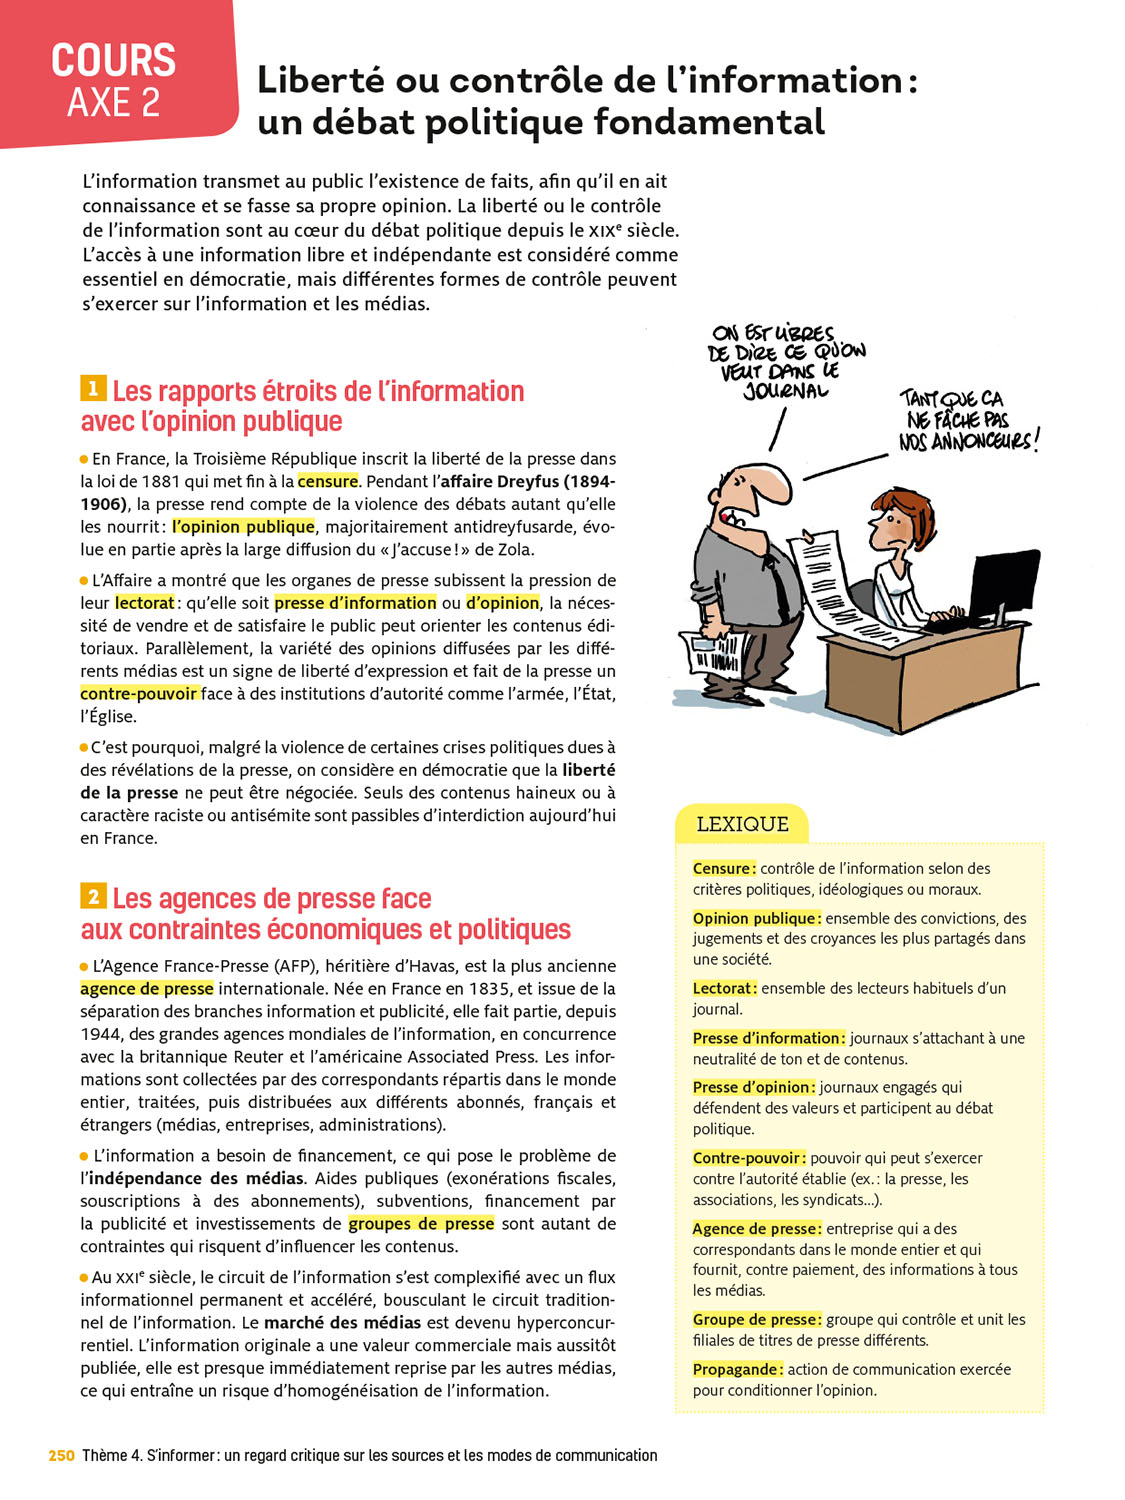 COURS
AXE 2
Liberté ou contrôle de l'information :
un débat politique fondamental
L'information transmet au public l'existence de faits, afin qu'il en ait
connaissance et se fasse sa propre opinion. La liberté ou le contrôle
de l'information sont au cœur du débat politique depuis le XIXe siècle.
L'accès à une information libre et indépendante est considéré comme
essentiel en démocratie, mais différentes formes de contrôle peuvent
s'exercer sur l'information et les médias.
1 Les rapports étroits de l'information
avec l'opinion publique
● En France, la Troisième République inscrit la liberté de la presse dans
la loi de 1881 qui met fin à la censure. Pendant l'affaire Dreyfus (1894-
1906), la presse rend compte de la violence des débats autant qu'elle
les nourrit : l'opinion publique, majoritairement antidreyfusarde, évo-
lue en partie après la large diffusion du « J'accuse ! » de Zola.
● L'Affaire a montré que les organes de presse subissent la pression de
leur lectorat : qu'elle soit presse d'information ou d'opinion, la néces-
sité de vendre et de satisfaire le public peut orienter les contenus édi-
toriaux. Parallèlement, la variété des opinions diffusées par les diffé-
rents médias est un signe de liberté d'expression et fait de la presse un
contre-pouvoir face à des institutions d'autorité comme l'armée, l'État,
l'Église.
● C'est pourquoi, malgré la violence de certaines crises politiques dues à
des révélations de la presse, on considère en démocratie que la liberté
de la presse ne peut être négociée. Seuls des contenus haineux ou à
caractère raciste ou antisémite sont passibles d'interdiction aujourd'hui
en France.
2 Les agences de presse face
aux contraintes économiques et politiques
● L'Agence France-Presse (AFP), héritière d'Havas, est la plus ancienne
agence de presse internationale. Née en France en 1835, et issue de la
séparation des branches information et publicité, elle fait partie, depuis
1944, des grandes agences mondiales de l'information, en concurrence
avec la britannique Reuter et l'américaine Associated Press. Les infor-
mations sont collectées par des correspondants répartis dans le monde
entier, traitées, puis distribuées aux différents abonnés, français et
étrangers (médias, entreprises, administrations).
● L'information a besoin de financement, ce qui pose le problème de
l'indépendance des médias. Aides publiques (exonérations fiscales,
souscriptions à des abonnements), subventions, financement par
la publicité et investissements de groupes de presse sont autant de
contraintes qui risquent d'influencer les contenus.
● Au XXIe siècle, le circuit de l'information s'est complexifié avec un flux
informationnel permanent et accéléré, bousculant le circuit tradition-
nel de l'information. Le marché des médias est devenu hyperconcur-
rentiel. L'information originale a une valeur commerciale mais aussitôt
publiée, elle est presque immédiatement reprise par les autres médias,
ce qui entraîne un risque d'homogénéisation de l'information.
ON EST LIBRES
DE DIRE CE QU'ON
VEUT DANS LE
JOURNAL
TANT QUE CA
NE FÂCHE PAS
NOS ANNONCEURS !
LEXIQUE
Censure : contrôle de l'information selon des
critères politiques, idéologiques ou moraux.
Opinion publique : ensemble des convictions, des
jugements et des croyances les plus partagés dans
une société.
Lectorat : ensemble des lecteurs habituels d'un
journal.
Presse d'information : journaux s'attachant à une
neutralité de ton et de contenus.
Presse d'opinion : journaux engagés qui
défendent des valeurs et participent au débat
politique.
Contre-pouvoir : pouvoir qui peut s'exercer
contre l'autorité établie (ex. : la presse, les
associations, les syndicats...).
Agence de presse : entreprise qui a des
correspondants dans le monde entier et qui
fournit, contre paiement, des informations à tous
les médias.
Groupe de presse : groupe qui contrôle et unit les
filiales de titres de presse différents.
Propagande : action de communication exercée
pour conditionner l'opinion.
250 Thème 4. S'informer : un regard critique sur les sources et les modes de communication